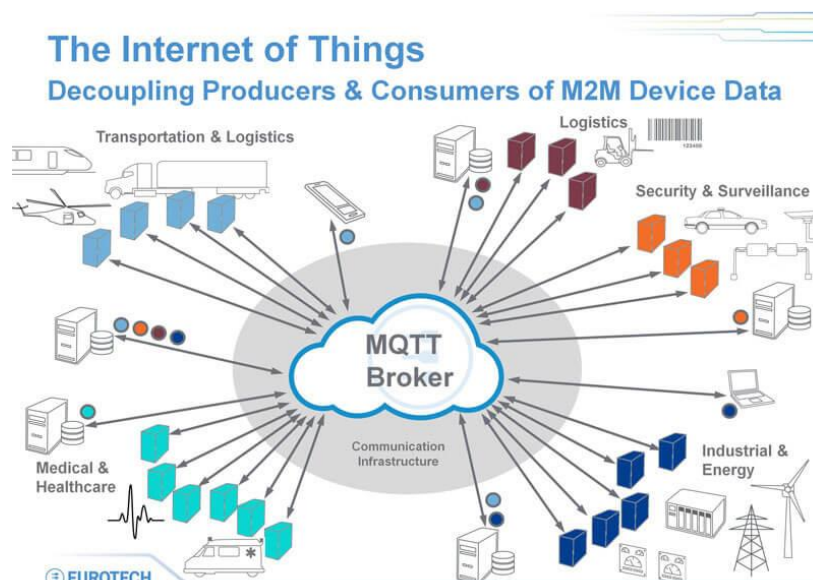 The Internet of Things
Decoupling Producers & Consumers of M2M Device Data
Transportation & Logistics
Logistics
Security & Surveillance
MQTT
Broker
Communication
Infrastructure
Medical &
Healthcare
Industrial &
Energy
EUROTECH